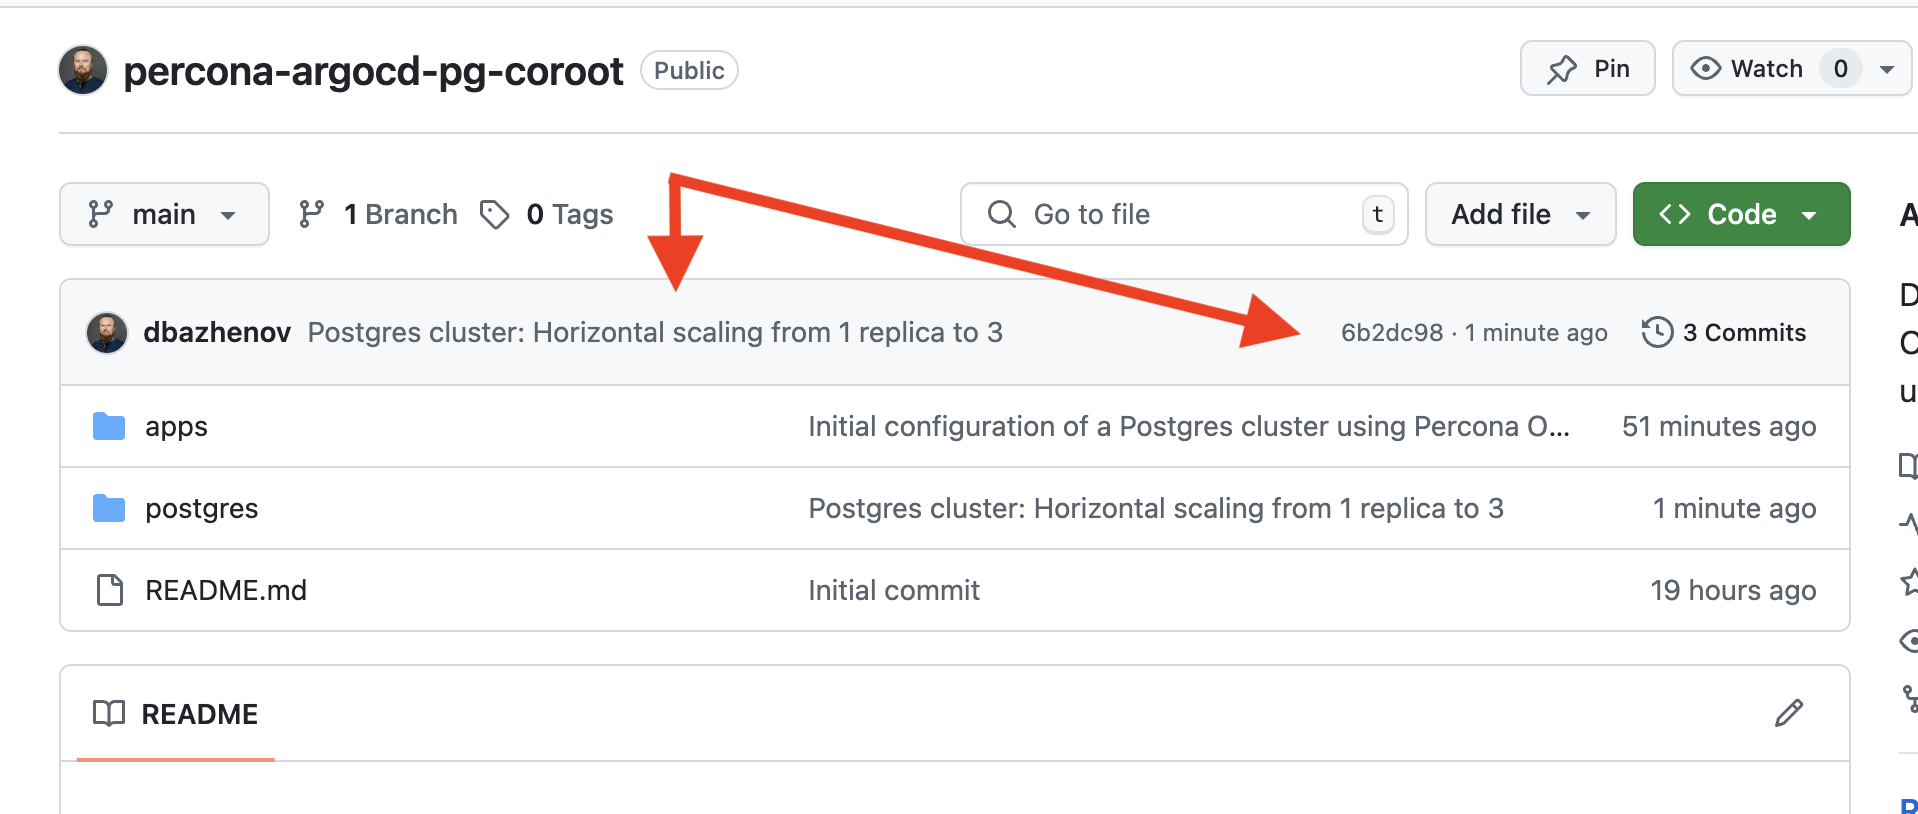 percona-argocd-pg-coroot Public Pin Watch 0
main 1 Branch 0 Tags Go to file t Add file Code
dbazhenov Postgres cluster: Horizontal scaling from 1 replica to 3 6b2dc98 · 1 minute ago 3 Commits
apps Initial configuration of a Postgres cluster using Percona O... 51 minutes ago
postgres Postgres cluster: Horizontal scaling from 1 replica to 3 1 minute ago
README.md Initial commit 19 hours ago
README